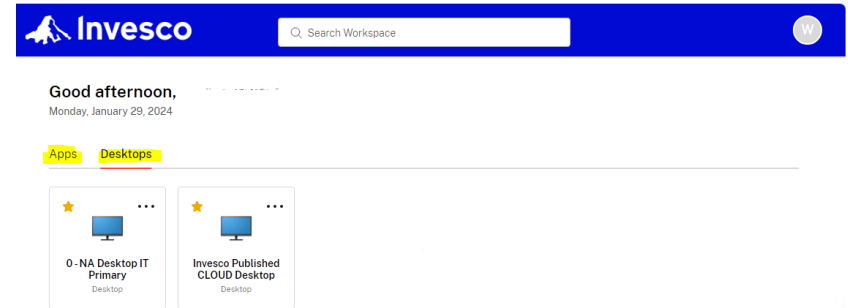 Invesco
Search Workspace
W
Good afternoon,
Monday, January 29, 2024
Apps Desktops
0 - NA Desktop IT
Primary
Desktop
Invesco Published
CLOUD Desktop
Desktop